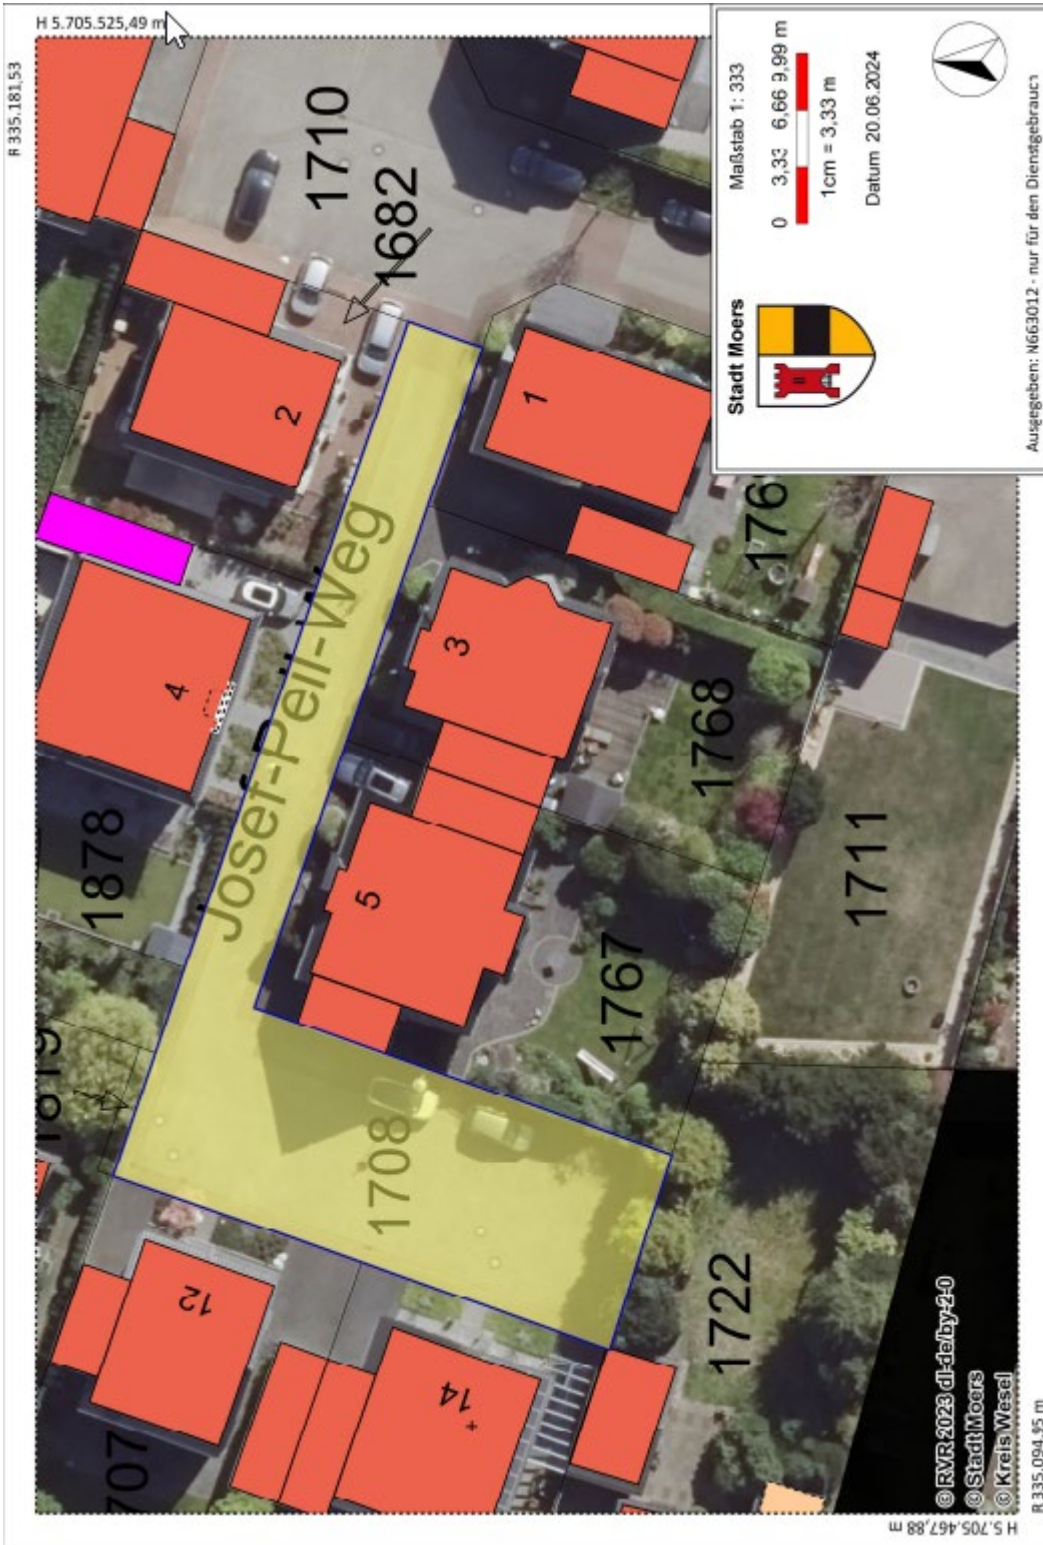 H 5.705.525,49 m
R 335.181,53
1710
1682
2
1
Josef-Pell-Weg
4
3
176
1878
5
1768
1711
1767
1708
12
14
1722
707
Stadt Moers
Maßstab 1: 333
0 3,33 6,66 9,99 m
1cm = 3,33 m
Datum 20.06.2024
Ausgegeben: N663012 - nur für den Dienstgebrauch
© RVR 2023 dl-de/by-2-0
© Stadt Moers
© Kreis Wesel
R 335.094,95 m
H 5.705.467,88 m